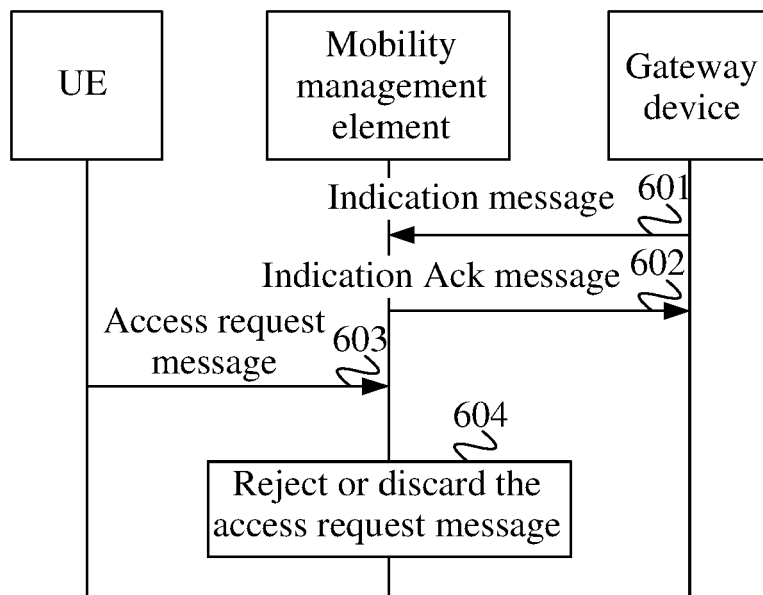 UE
Mobility
management
element
Gateway
device
Indication message
601
Indication Ack message
602
Access request
message
603
604
Reject or discard the
access request message